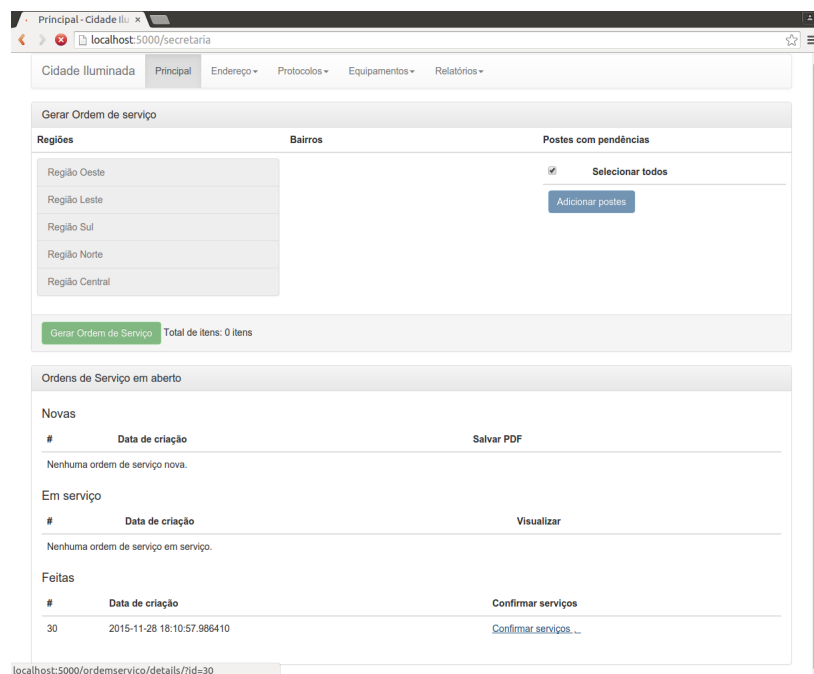 Principal - Cidade Ilu
localhost:5000/secretaria
Cidade Iluminada Principal Endereço Protocolos Equipamentos Relatórios
Gerar Ordem de serviço
Regiões Bairros Postes com pendências
Região Oeste
Região Leste
Região Sul
Região Norte
Região Central
Selecionar todos
Adicionar postes
Gerar Ordem de Serviço Total de itens: 0 itens
Ordens de Serviço em aberto
Novas
# Data de criação Salvar PDF
Nenhuma ordem de serviço nova.
Em serviço
# Data de criação Visualizar
Nenhuma ordem de serviço em serviço.
Feitas
# Data de criação Confirmar serviços
30 2015-11-28 18:10:57.986410 Confirmar serviços
localhost:5000/ordemservico/details/?id=30